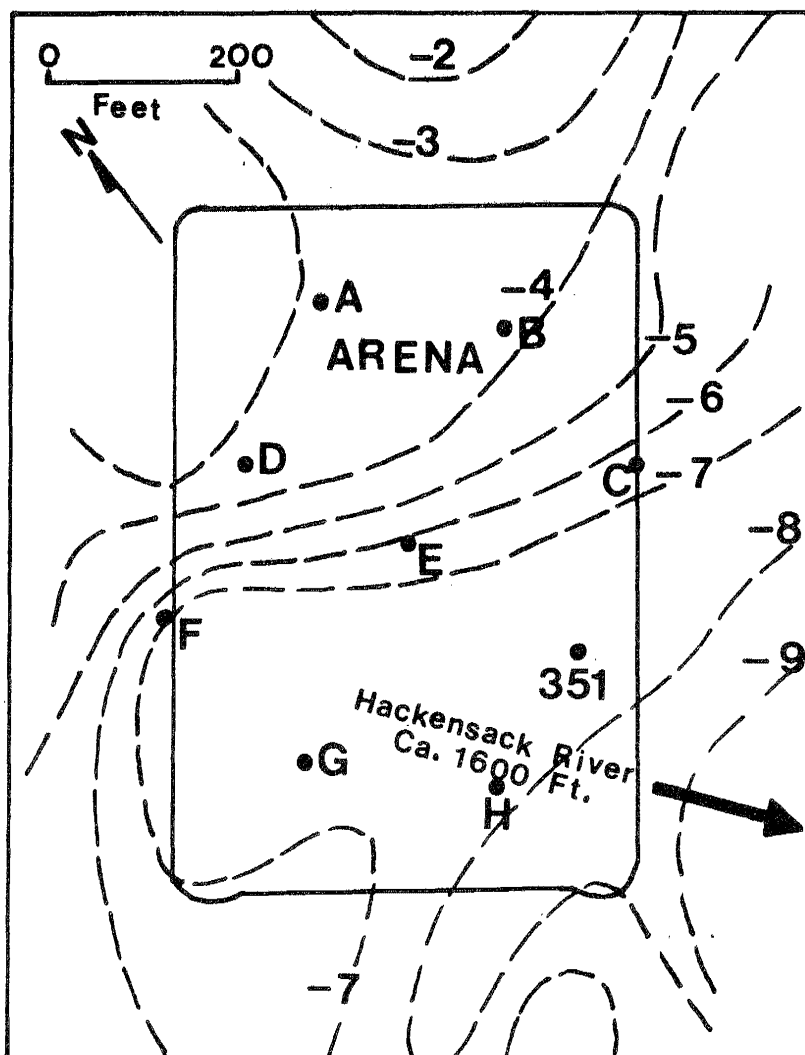 0 200
Feet
N
-2
-3
A
-4
B
ARENA
-5
-6
D
C
-7
E
-8
F
-9
351
Hackensack River
Ca. 1600 Ft.
G
H
-7